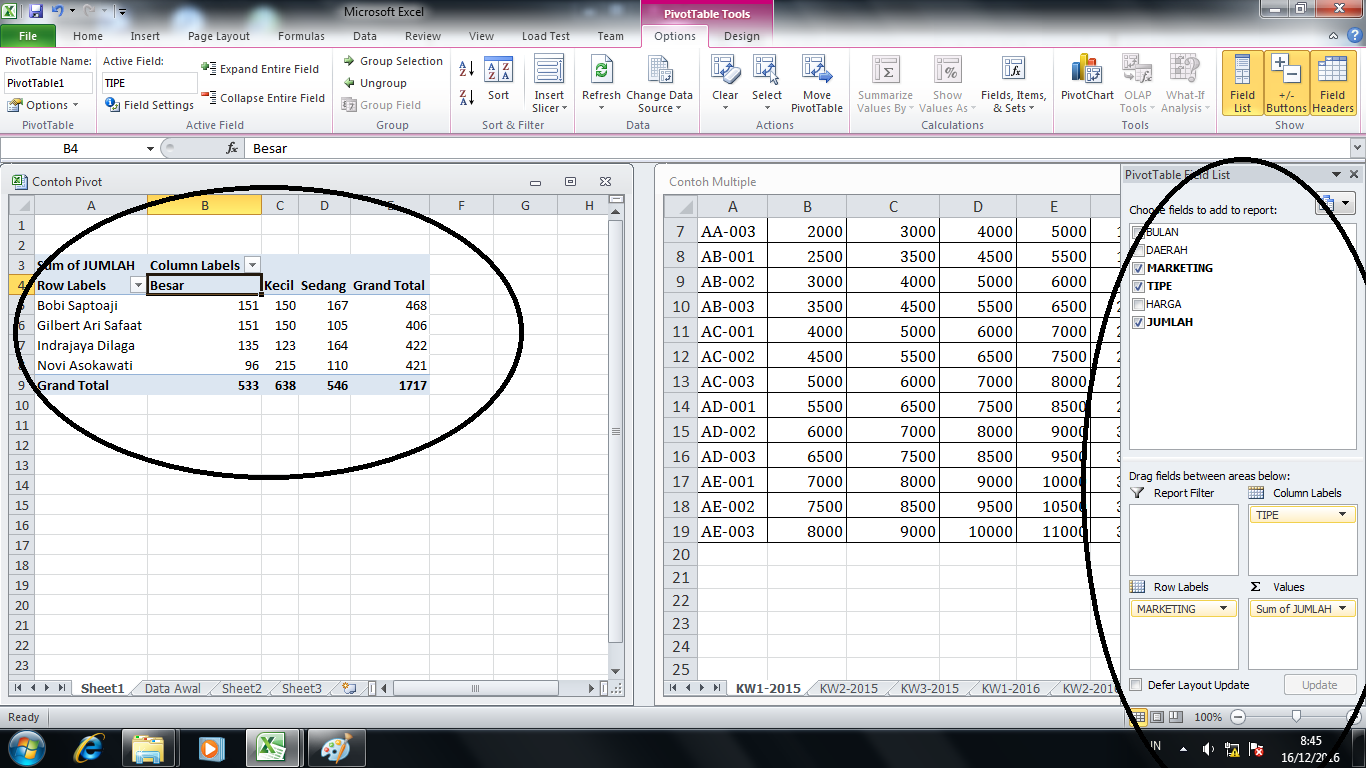 Microsoft Excel
PivotTable Tools
File Home Insert Page Layout Formulas Data Review View Load Test Team Options Design
PivotTable Name:
PivotTable1
Options
PivotTable
Active Field:
TIPE
Field Settings
Expand Entire Field
Collapse Entire Field
Active Field
Group Selection
Ungroup
Group Field
Group
Sort
Insert Slicer
Sort & Filter
Refresh
Change Data Source
Data
Clear
Select
Move PivotTable
Actions
Summarize Values By
Show Values As
Fields, Items, & Sets
Calculations
PivotChart
OLAP Tools
What-If Analysis
Tools
Field List
+/- Buttons
Field Headers
Show
B4 fx Besar
Contoh Pivot
A B C D E F G H
1
2
3 Sum of JUMLAH Column Labels
4 Row Labels Besar Kecil Sedang Grand Total
5 Bobi Saptoaji 151 150 167 468
6 Gilbert Ari Safaat 151 150 105 406
7 Indrajaya Dilaga 135 123 164 422
8 Novi Asokawati 96 215 110 421
9 Grand Total 533 638 546 1717
10
11
12
13
14
15
16
17
18
19
20
21
22
23
Sheet1 Data Awal Sheet2 Sheet3
Contoh Multiple
A B C D E
7 AA-003 2000 3000 4000 5000
8 AB-001 2500 3500 4500 5500
9 AB-002 3000 4000 5000 6000
10 AB-003 3500 4500 5500 6500
11 AC-001 4000 5000 6000 7000
12 AC-002 4500 5500 6500 7500
13 AC-003 5000 6000 7000 8000
14 AD-001 5500 6500 7500 8500
15 AD-002 6000 7000 8000 9000
16 AD-003 6500 7500 8500 9500
17 AE-001 7000 8000 9000 10000
18 AE-002 7500 8500 9500 10500
19 AE-003 8000 9000 10000 11000
20
21
22
23
24
25
KW1-2015 KW2-2015 KW3-2015 KW1-2016 KW2-2016
PivotTable Field List
Choose fields to add to report:
BULAN
DAERAH
MARKETING
TIPE
HARGA
JUMLAH
Drag fields between areas below:
Report Filter Column Labels
TIPE
Row Labels Σ Values
MARKETING Sum of JUMLAH
Defer Layout Update Update
Ready 100%
IN 8:45
16/12/2016